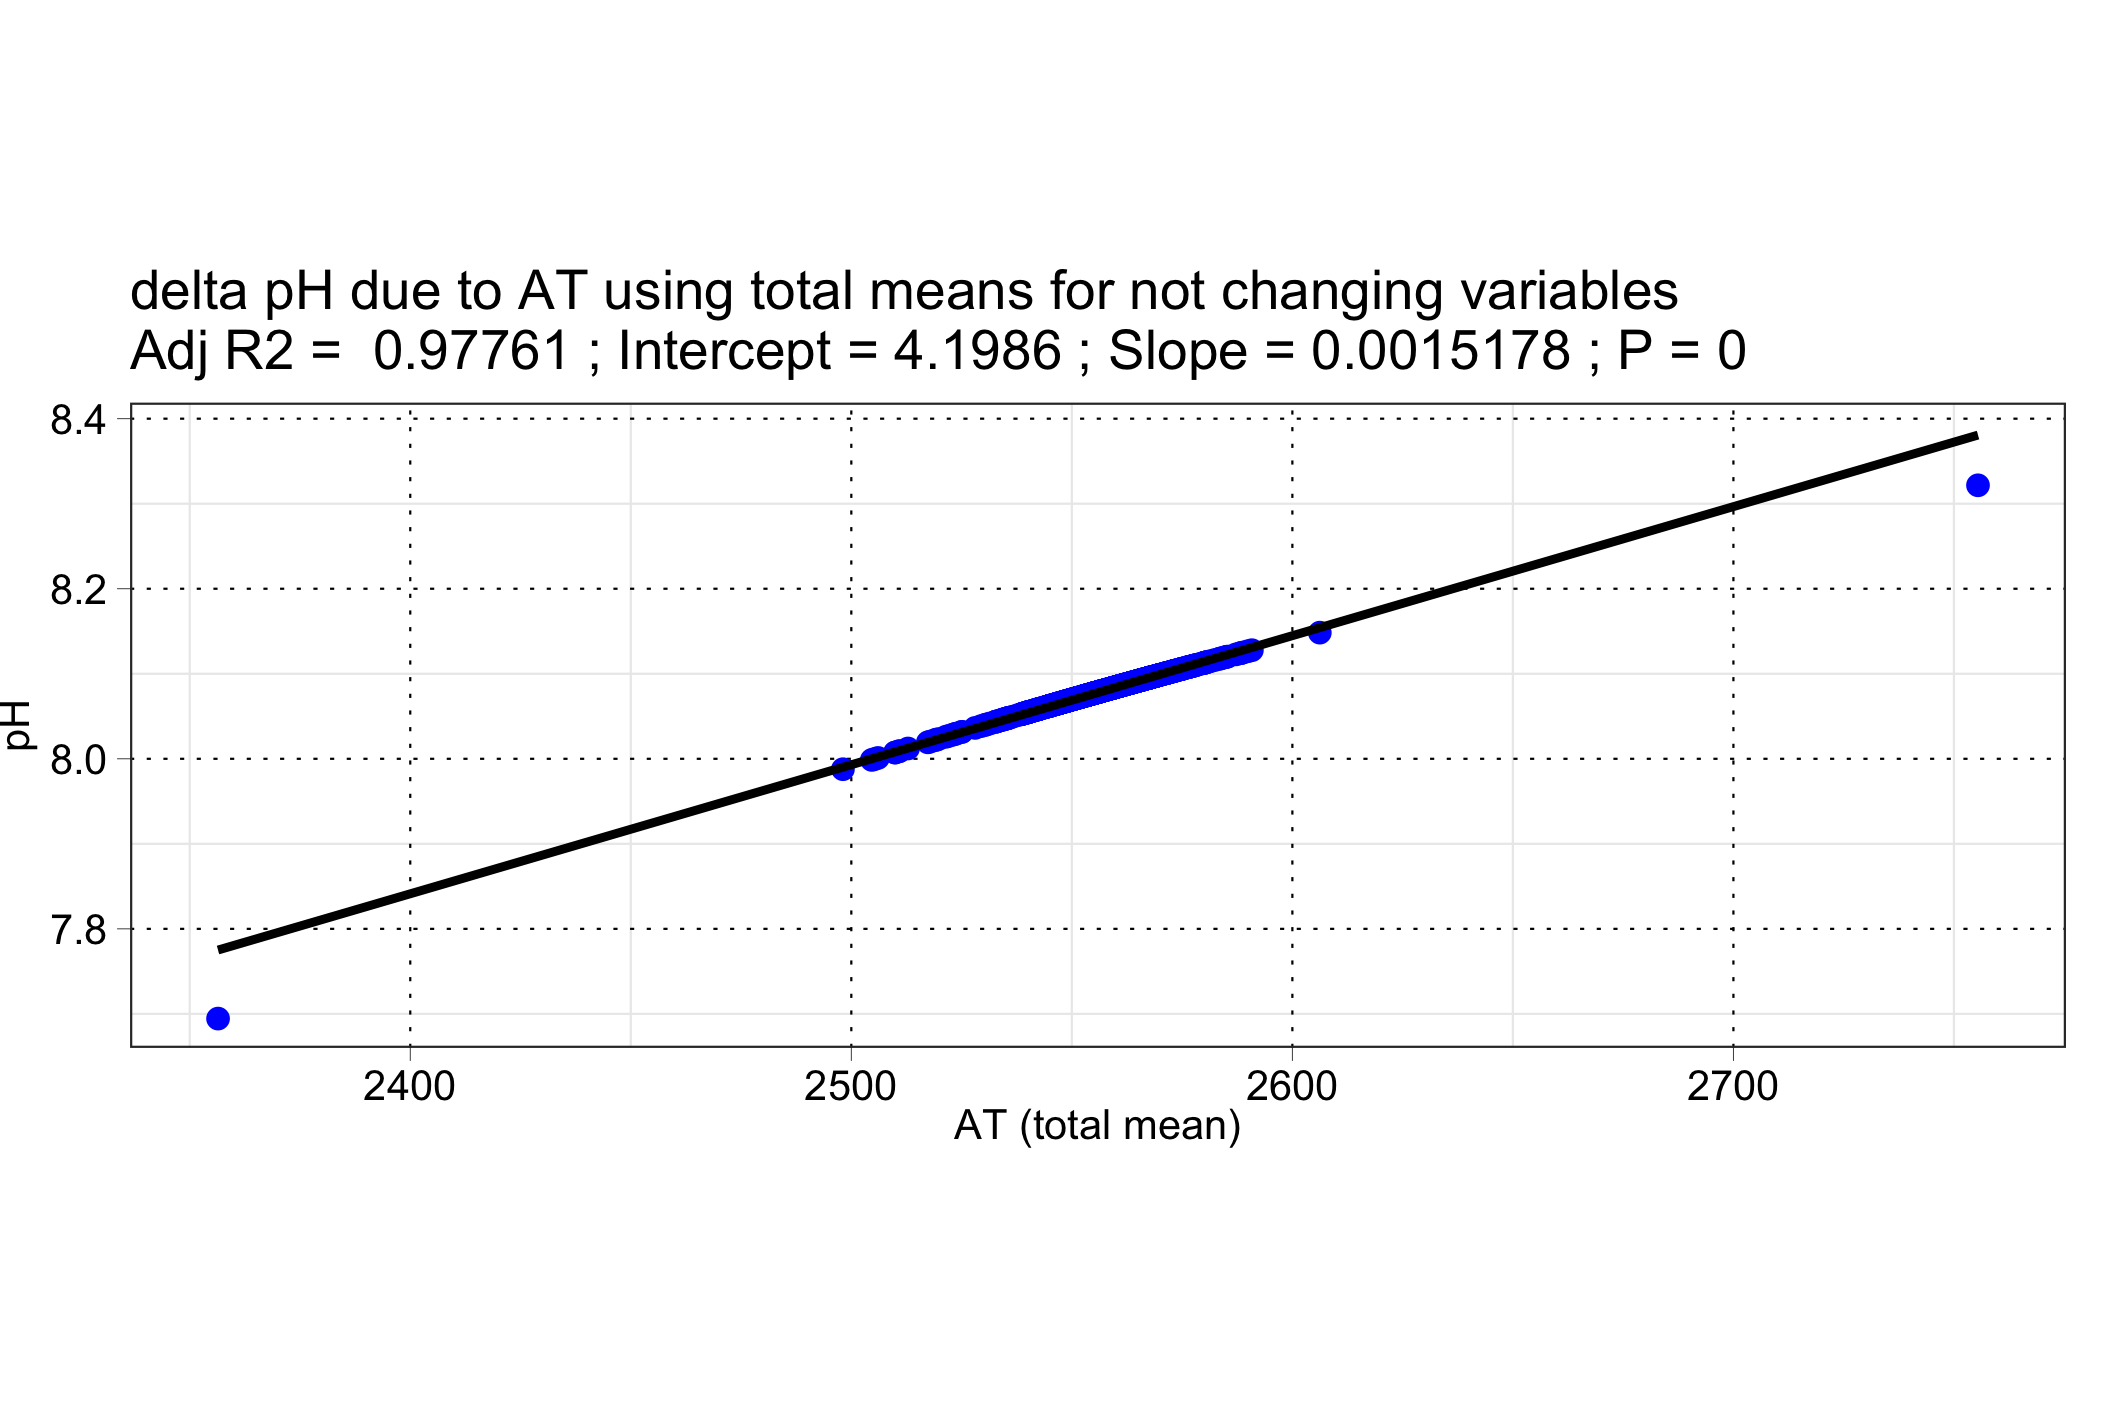 delta pH due to AT using total means for not changing variables
Adj R2 =  0.97761 ; Intercept = 4.1986 ; Slope = 0.0015178 ; P = 0
8.4
8.2
8.0
7.8
pH
2400 2500 2600 2700
AT (total mean)